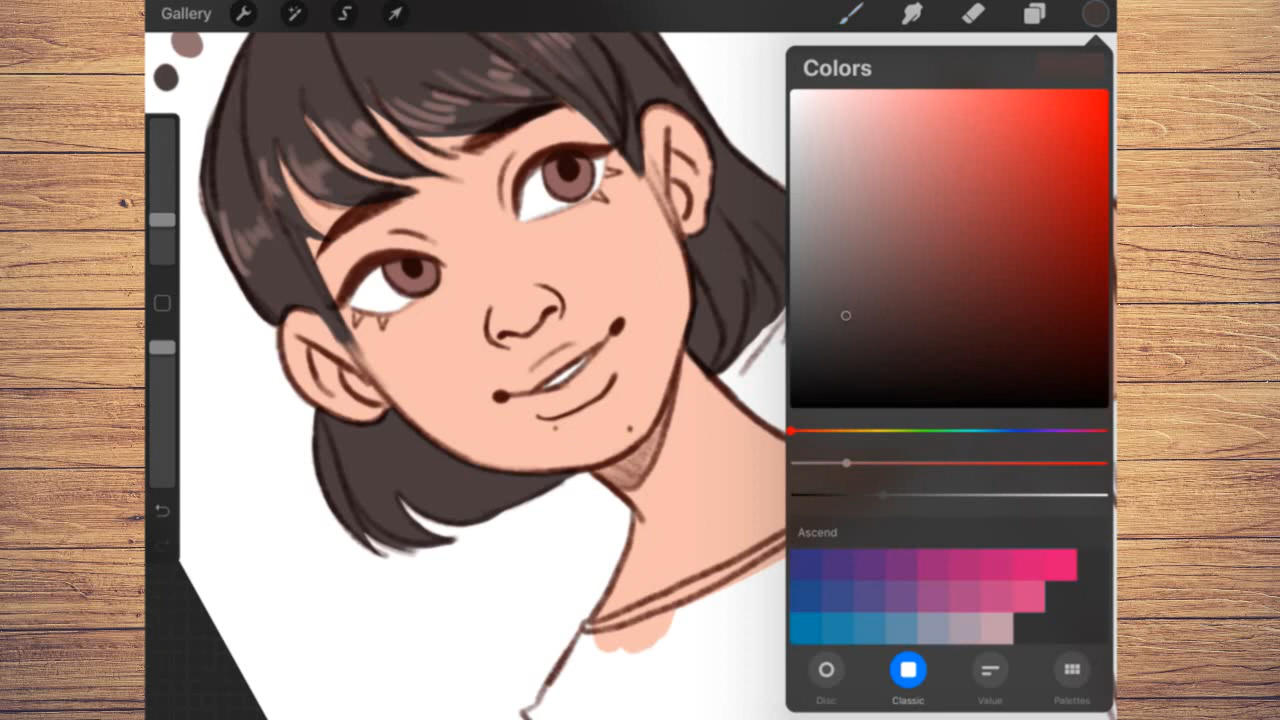 Gallery
Colors
Ascend
Disc
Classic
Value
Palettes